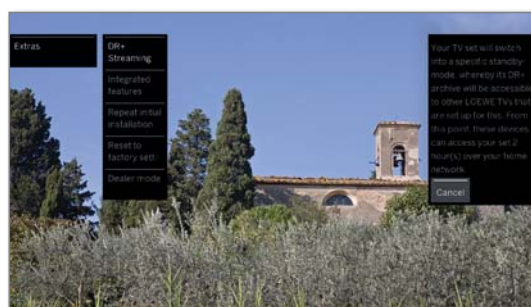 Extras
DR+
Streaming
Integrated
features
Repeat initial
installation
Reset to
factory sett.
Dealer mode
Your TV set will switch
into a specific standby-
mode, whereby its DR+
archive will be accessible
to other LOEWE TVs that
are set up for this. From
this point these devices
can access your set 2
hour(s) over your home
network.
Cancel